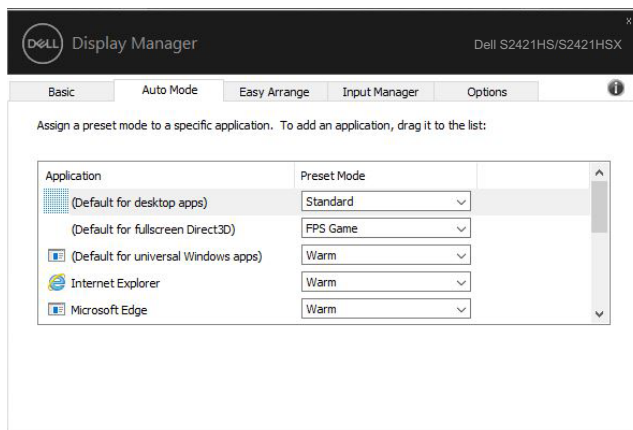 DELL Display Manager Dell S2421HS/S2421HSX
Basic Auto Mode Easy Arrange Input Manager Options
Assign a preset mode to a specific application. To add an application, drag it to the list:
Application Preset Mode
(Default for desktop apps) Standard
(Default for fullscreen Direct3D) FPS Game
(Default for universal Windows apps) Warm
Internet Explorer Warm
Microsoft Edge Warm